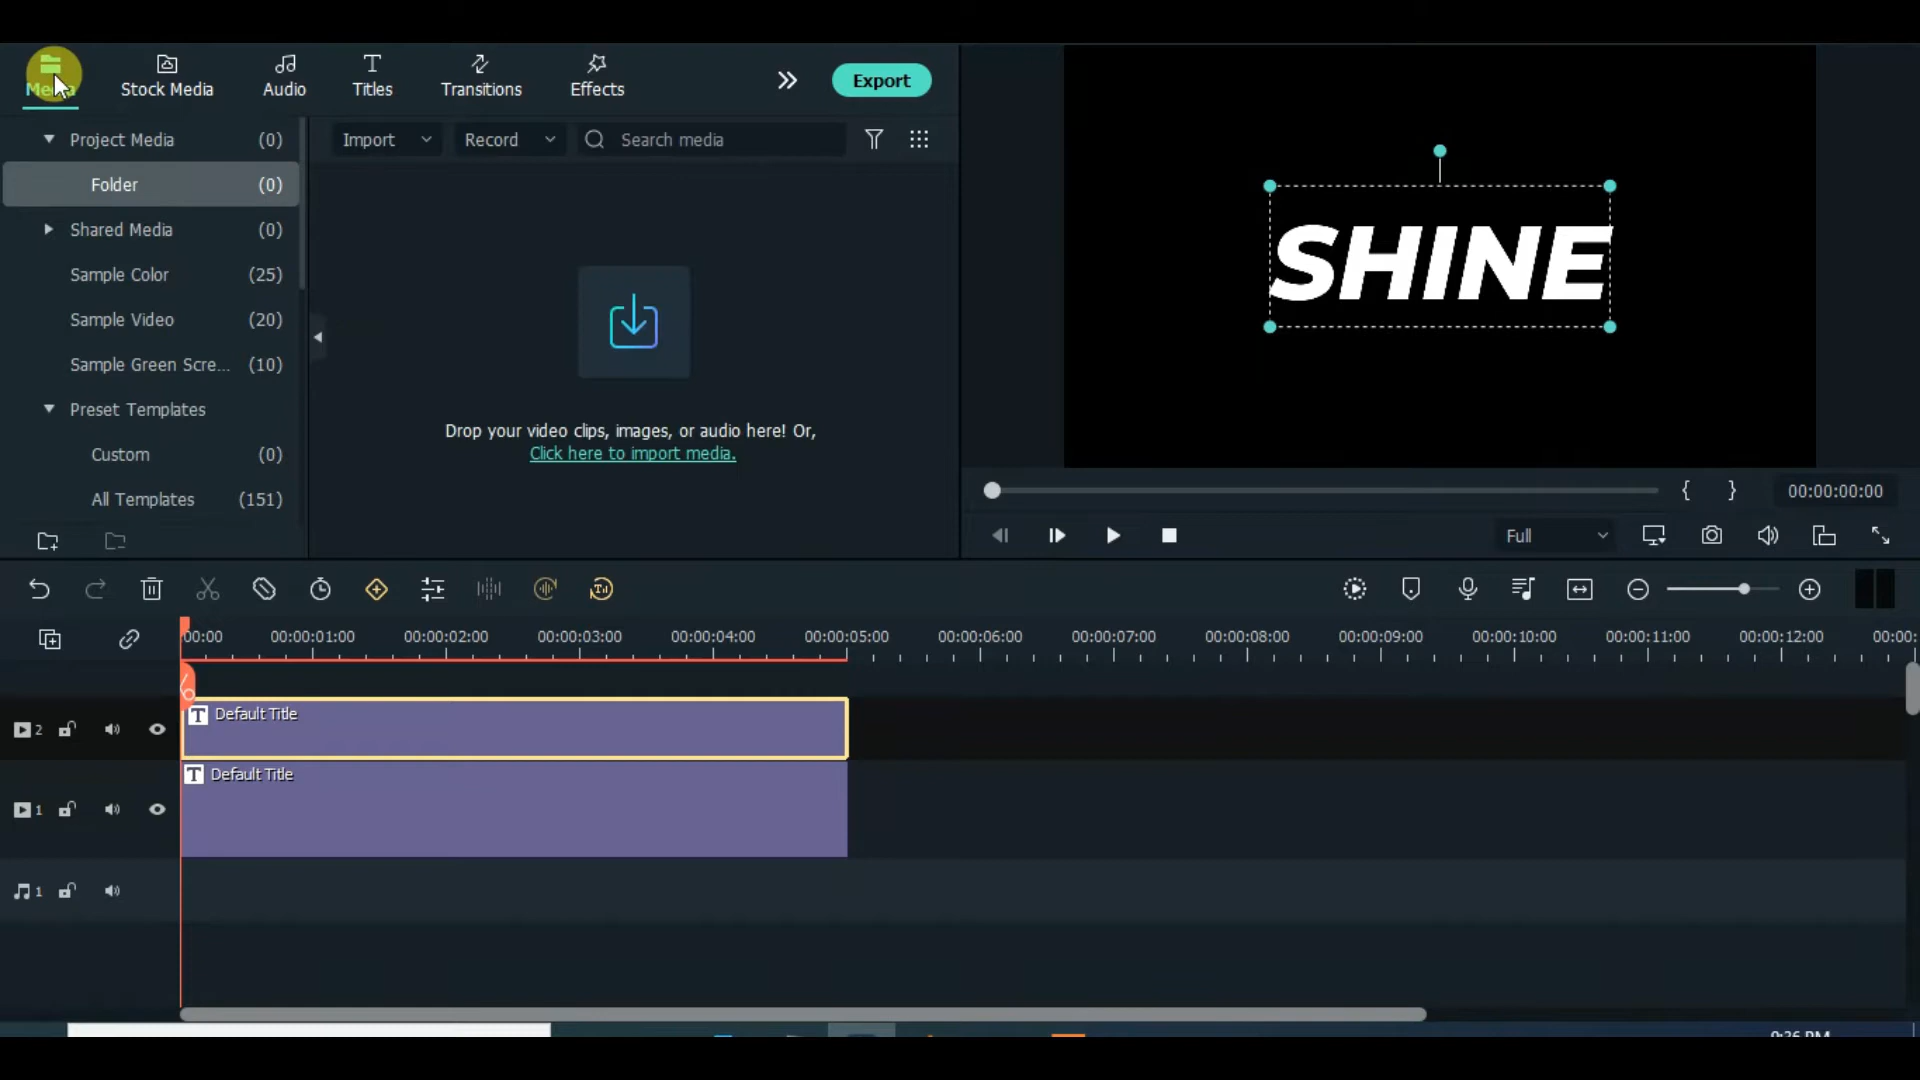 Media
Stock Media
Audio
Titles
Transitions
Effects
Export
Project Media (0)
Folder (0)
Shared Media (0)
Sample Color (25)
Sample Video (20)
Sample Green Scre... (10)
Preset Templates
Custom (0)
All Templates (151)
Import
Record
Search media
Drop your video clips, images, or audio here! Or,
Click here to import media.
SHINE
00:00:00:00
Full
00:00 00:00:01:00 00:00:02:00 00:00:03:00 00:00:04:00 00:00:05:00 00:00:06:00 00:00:07:00 00:00:08:00 00:00:09:00 00:00:10:00 00:00:11:00 00:00:12:00 00:00:
2
T Default Title
1
T Default Title
1